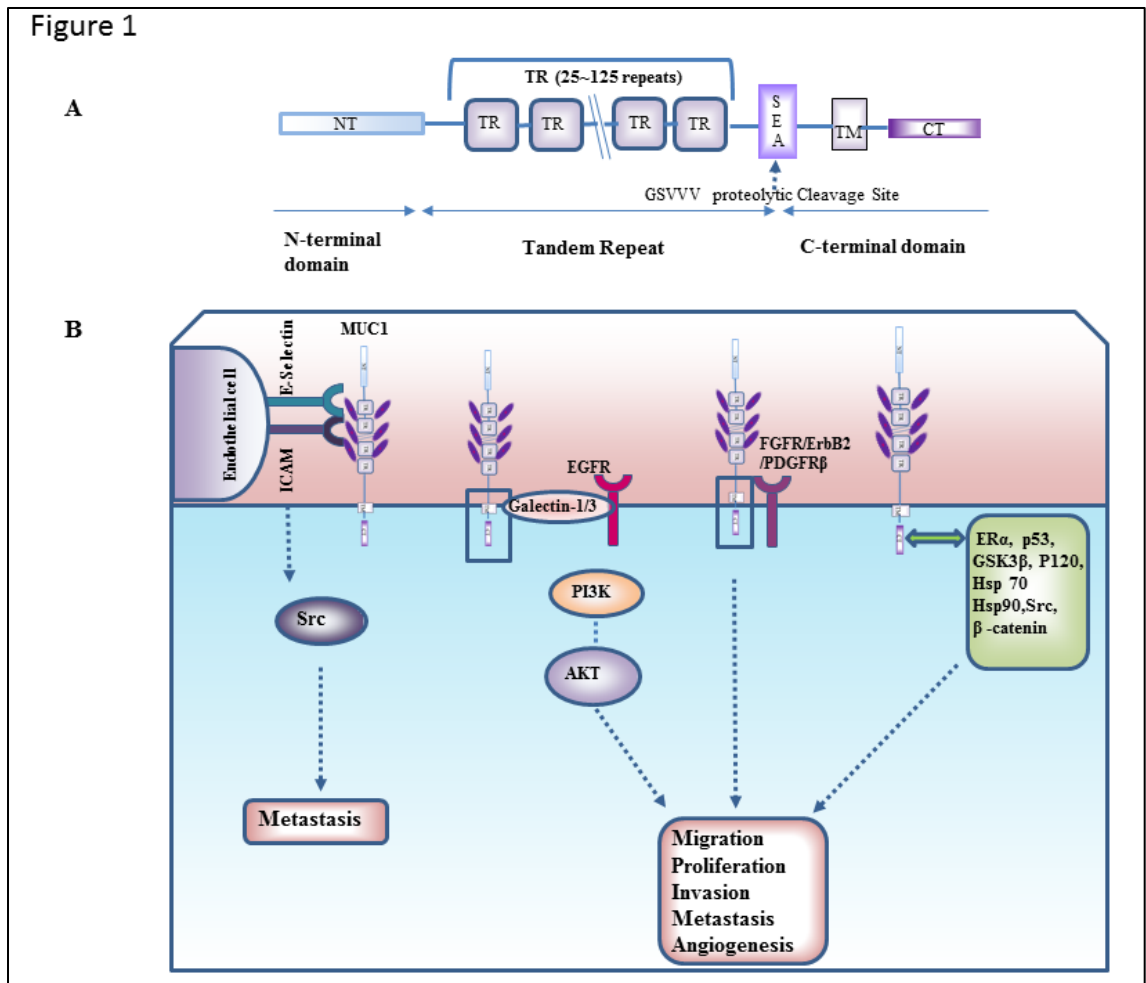 Figure 1
A
TR (25~125 repeats)
NT
TR
TR
TR
TR
SEA
TM
CT
GSVVV proteolytic Cleavage Site
N-terminal
domain
Tandem Repeat
C-terminal domain
B
Endothelial cell
E-Selectin
ICAM
MUC1
EGFR
Galectin-1/3
FGFR/ErbB2
/PDGFRβ
ERα, p53,
GSK3β, P120,
Hsp 70
Hsp90,Src,
β -catenin
Src
PI3K
AKT
Metastasis
Migration
Proliferation
Invasion
Metastasis
Angiogenesis